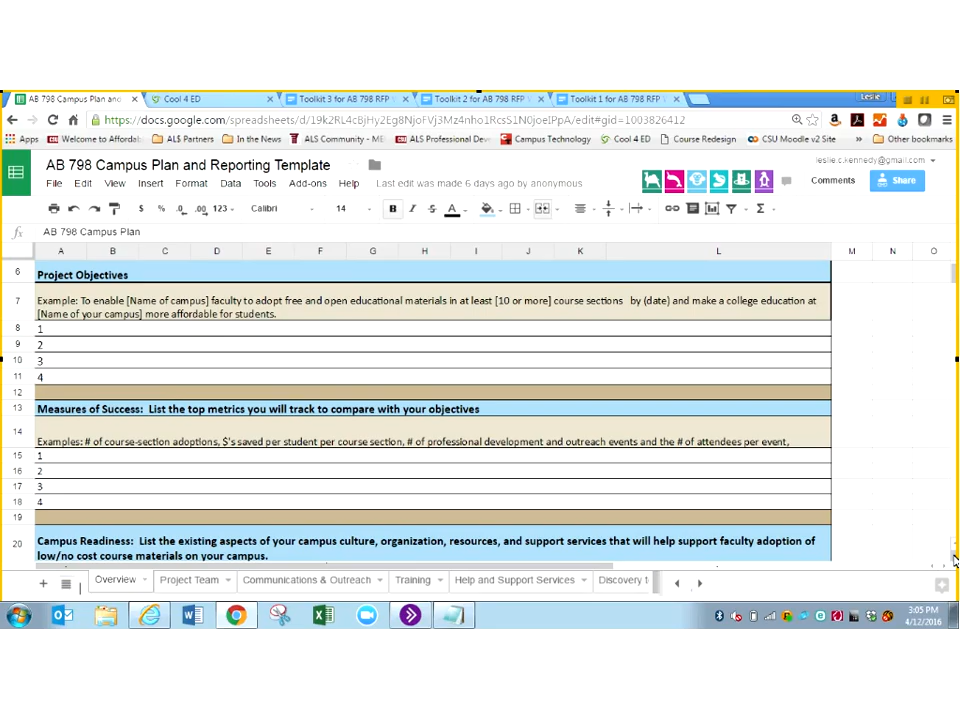 AB 798 Campus Plan and
Cool 4 ED
Toolkit 3 for AB 798 RFP
Toolkit 2 for AB 798 RFP
Toolkit 1 for AB 798 RFP
Leslie
https://docs.google.com/spreadsheets/d/19k2RL4cBjHy2Eg8NjoFVj3Mz4nho1RcsS1N0joeIPpA/edit#gid=1003826412
Apps
Welcome to Affordab
ALS Partners
In the News
ALS Community - ME
ALS Professional Dev
Campus Technology
Cool 4 ED
Course Redesign
CSU Moodle v2 Site
»
Other bookmarks
AB 798 Campus Plan and Reporting Template
leslie.c.kennedy@gmail.com
File Edit View Insert Format Data Tools Add-ons Help Last edit was made 6 days ago by anonymous
Comments
Share
$ % .0 .00 123 Calibri 14 B I S A Σ
fx AB 798 Campus Plan
A B C D E F G H I J K L M N O
6 Project Objectives
7 Example: To enable [Name of campus] faculty to adopt free and open educational materials in at least [10 or more] course sections by (date) and make a college education at
[Name of your campus] more affordable for students.
8 1
9 2
10 3
11 4
12
13 Measures of Success: List the top metrics you will track to compare with your objectives
14 Examples: # of course-section adoptions, $'s saved per student per course section, # of professional development and outreach events and the # of attendees per event,
15 1
16 2
17 3
18 4
19
20 Campus Readiness: List the existing aspects of your campus culture, organization, resources, and support services that will help support faculty adoption of
low/no cost course materials on your campus.
+ Overview Project Team Communications & Outreach Training Help and Support Services Discovery
3:05 PM
4/12/2016